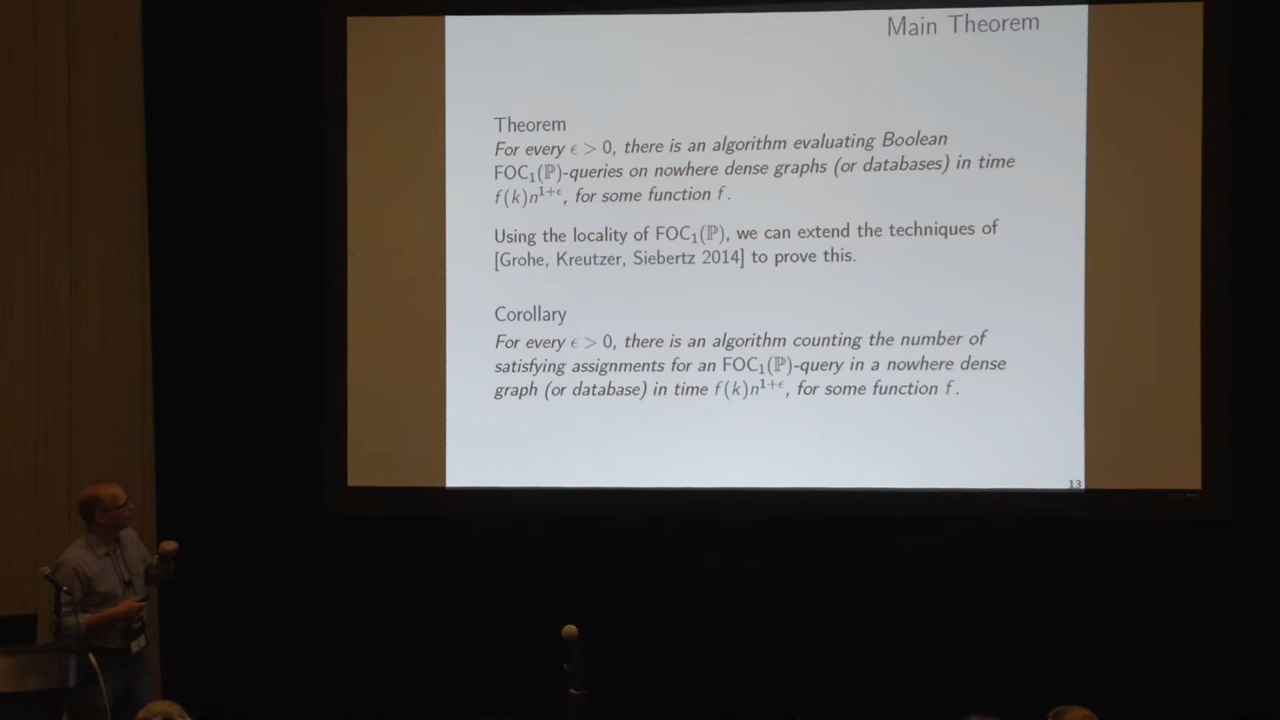 Main Theorem
Theorem
For every ϵ > 0, there is an algorithm evaluating Boolean
FOC₁(ℙ)-queries on nowhere dense graphs (or databases) in time
f(k)n¹⁺ᵋ, for some function f.
Using the locality of FOC₁(ℙ), we can extend the techniques of
[Grohe, Kreutzer, Siebertz 2014] to prove this.
Corollary
For every ϵ > 0, there is an algorithm counting the number of
satisfying assignments for an FOC₁(ℙ)-query in a nowhere dense
graph (or database) in time f(k)n¹⁺ᵋ, for some function f.
13